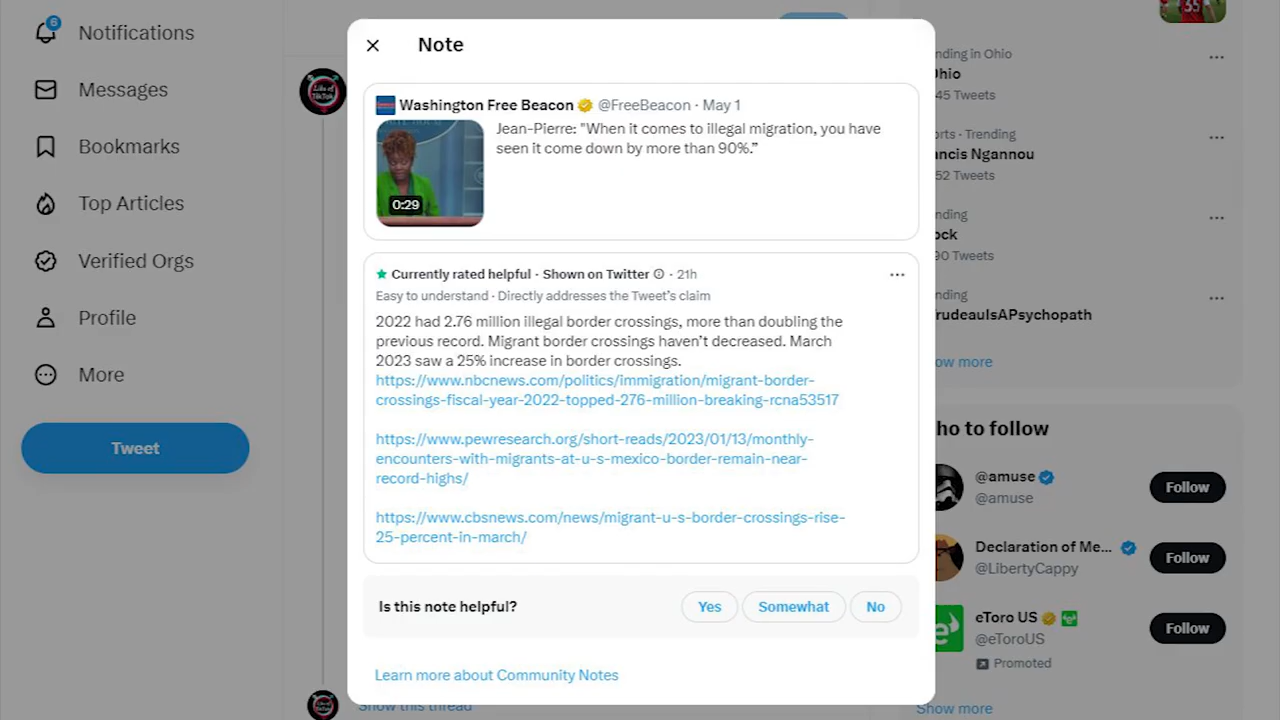 6
Notifications
Messages
Bookmarks
Top Articles
Verified Orgs
Profile
More
Tweet
Note
Washington Free Beacon @FreeBeacon · May 1
Jean-Pierre: "When it comes to illegal migration, you have
seen it come down by more than 90%."
0:29
Currently rated helpful · Shown on Twitter · 21h
Easy to understand · Directly addresses the Tweet's claim
2022 had 2.76 million illegal border crossings, more than doubling the
previous record. Migrant border crossings haven't decreased. March
2023 saw a 25% increase in border crossings.
https://www.nbcnews.com/politics/immigration/migrant-border-
crossings-fiscal-year-2022-topped-276-million-breaking-rcna53517
https://www.pewresearch.org/short-reads/2023/01/13/monthly-
encounters-with-migrants-at-u-s-mexico-border-remain-near-
record-highs/
https://www.cbsnews.com/news/migrant-u-s-border-crossings-rise-
25-percent-in-march/
Is this note helpful?
Yes
Somewhat
No
Learn more about Community Notes
Show this thread
35
nding in Ohio
Ohio
45 Tweets
orts · Trending
ancis Ngannou
52 Tweets
nding
ock
90 Tweets
nding
TrudeauIsAPsychopath
ow more
ho to follow
@amuse
@amuse
Follow
Declaration of Me...
@LibertyCappy
Follow
eToro US
@eToroUS
Follow
Promoted
Show more